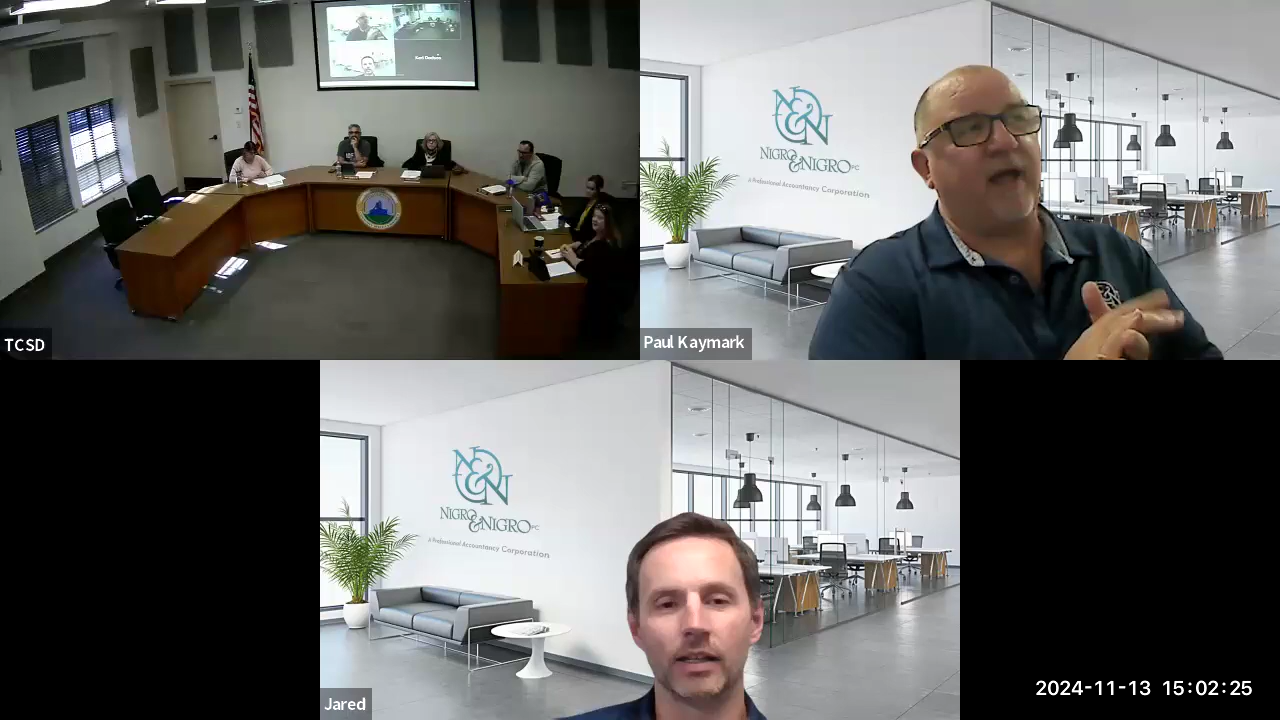 TCSD
N&N
NIGRO
&NIGRO PC
A Professional Accountancy Corporation
Paul Kaymark
N&N
NIGRO
&NIGRO PC
A Professional Accountancy Corporation
Jared
2024-11-13 15:02:25